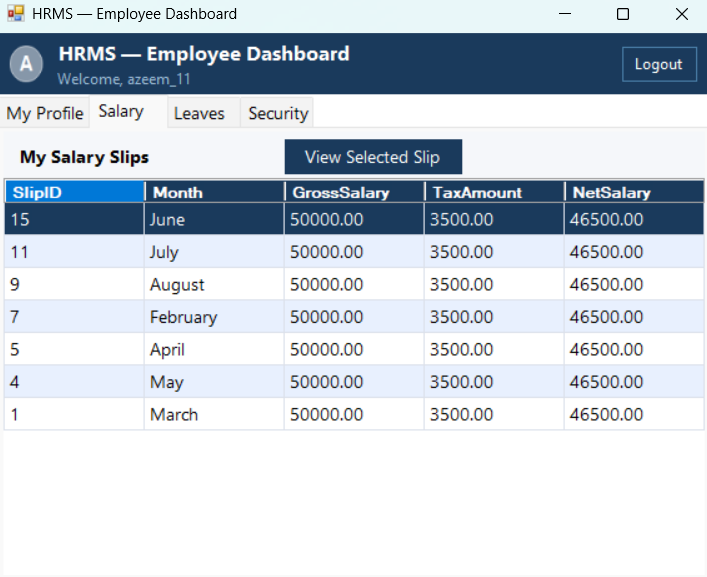 HRMS — Employee Dashboard
A
HRMS — Employee Dashboard
Welcome, azeem_11
Logout
My Profile Salary Leaves Security
My Salary Slips View Selected Slip
SlipID Month GrossSalary TaxAmount NetSalary
15 June 50000.00 3500.00 46500.00
11 July 50000.00 3500.00 46500.00
9 August 50000.00 3500.00 46500.00
7 February 50000.00 3500.00 46500.00
5 April 50000.00 3500.00 46500.00
4 May 50000.00 3500.00 46500.00
1 March 50000.00 3500.00 46500.00